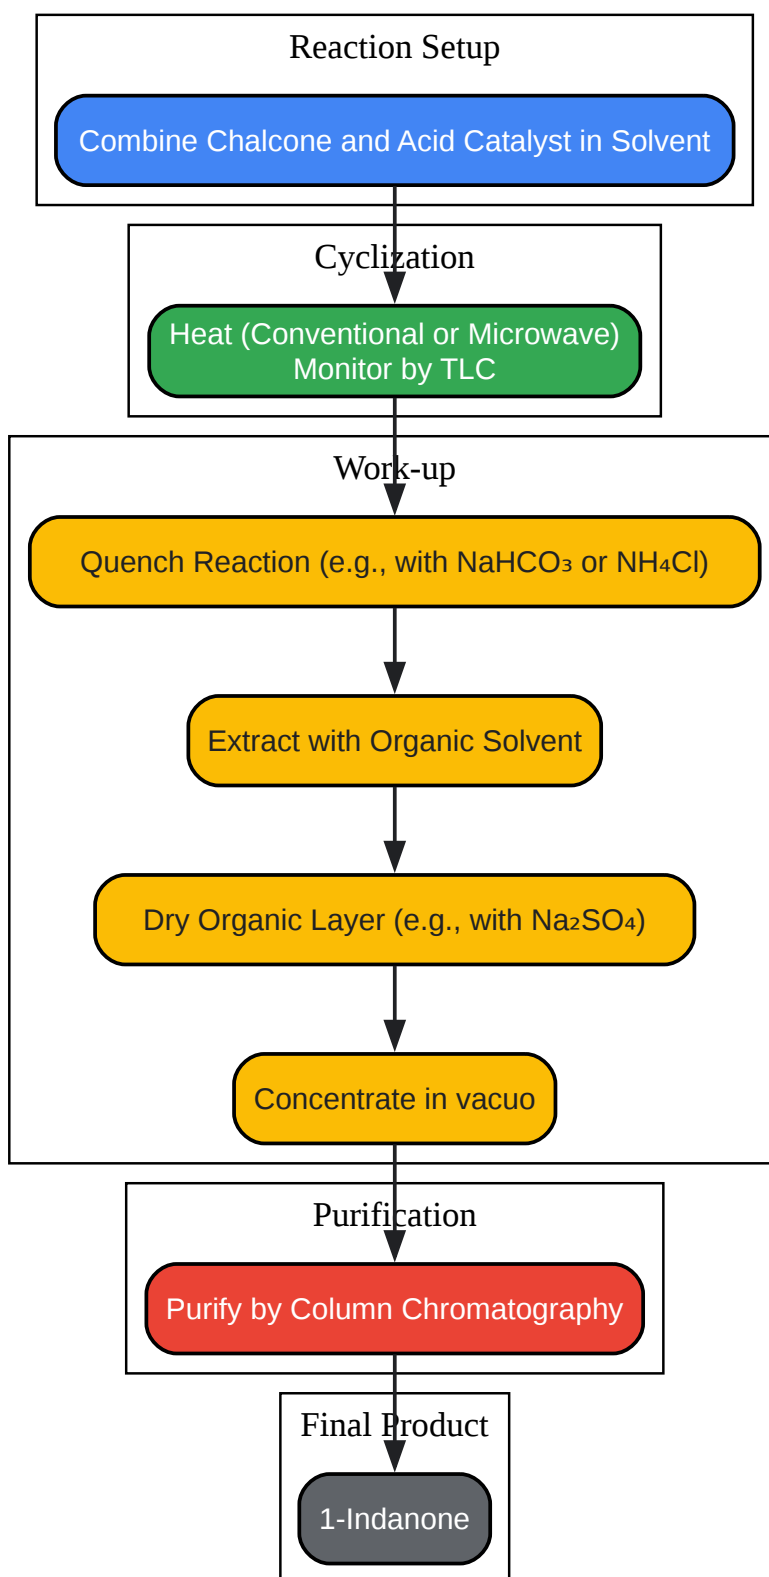 Reaction Setup
Combine Chalcone and Acid Catalyst in Solvent
Cyclization
Heat (Conventional or Microwave)
Monitor by TLC
Work-up
Quench Reaction (e.g., with NaHCO₃ or NH₄Cl)
Extract with Organic Solvent
Dry Organic Layer (e.g., with Na₂SO₄)
Concentrate in vacuo
Purification
Purify by Column Chromatography
Final Product
1-Indanone